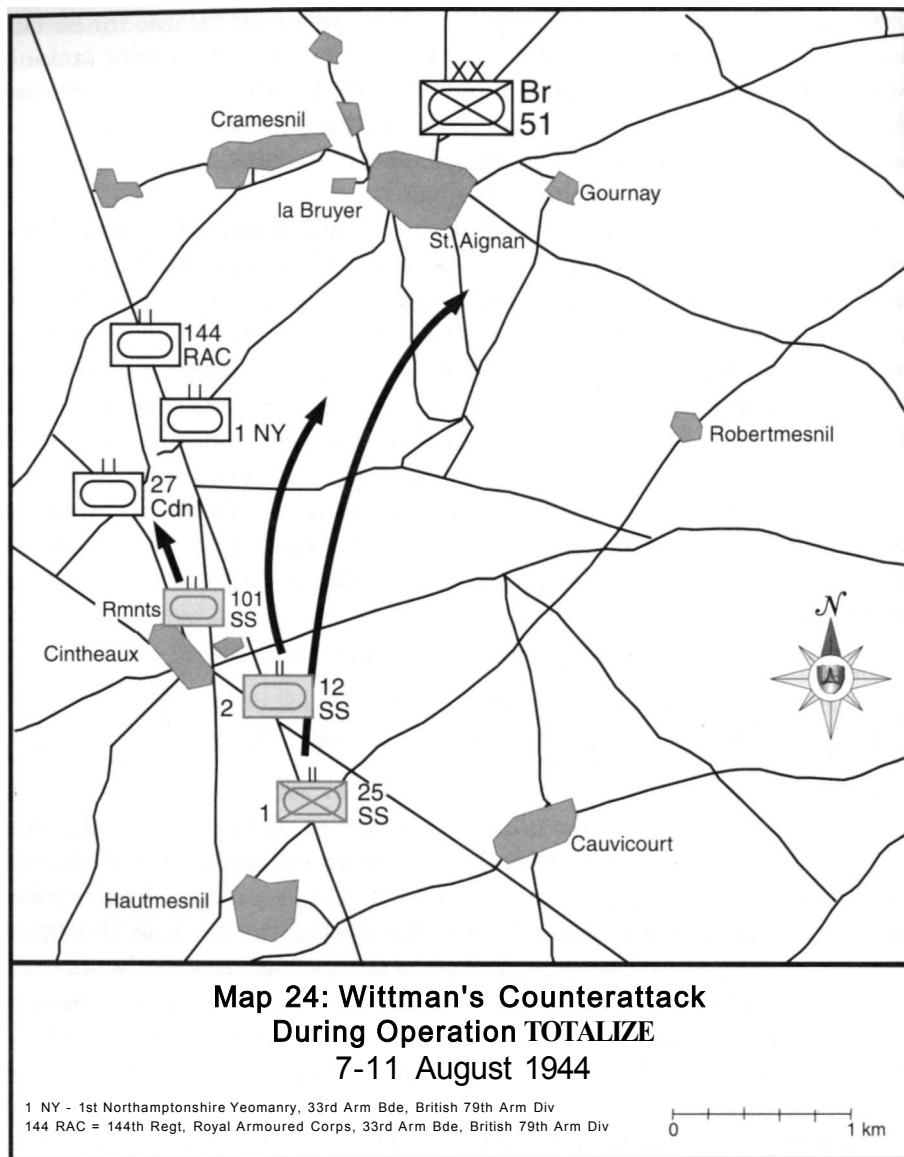 XX
Br
51
Cramesnil
la Bruyer
Gournay
St. Aignan
144
RAC
1 NY
Robertmesnil
27
Cdn
N
Rmnts
101
SS
Cintheaux
2
12
SS
1
25
SS
Cauvicourt
Hautmesnil
Map 24: Wittman's Counterattack
During Operation TOTALIZE
7-11 August 1944
1 NY - 1st Northamptonshire Yeomanry, 33rd Arm Bde, British 79th Arm Div
144 RAC = 144th Regt, Royal Armoured Corps, 33rd Arm Bde, British 79th Arm Div
0 1 km